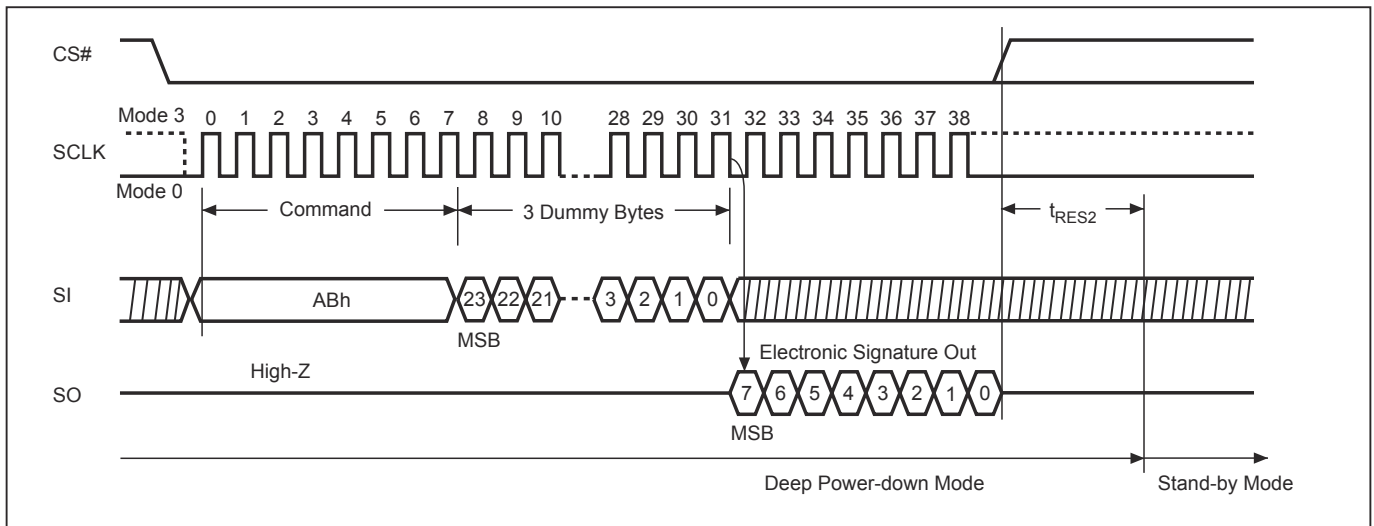 CS#
Mode 3
0 1 2 3 4 5 6 7 8 9 10 28 29 30 31 32 33 34 35 36 37 38
SCLK
Mode 0
Command
3 Dummy Bytes
tRES2
SI
ABh
23 22 21 3 2 1 0
MSB
Electronic Signature Out
High-Z
SO
7 6 5 4 3 2 1 0
MSB
Deep Power-down Mode
Stand-by Mode